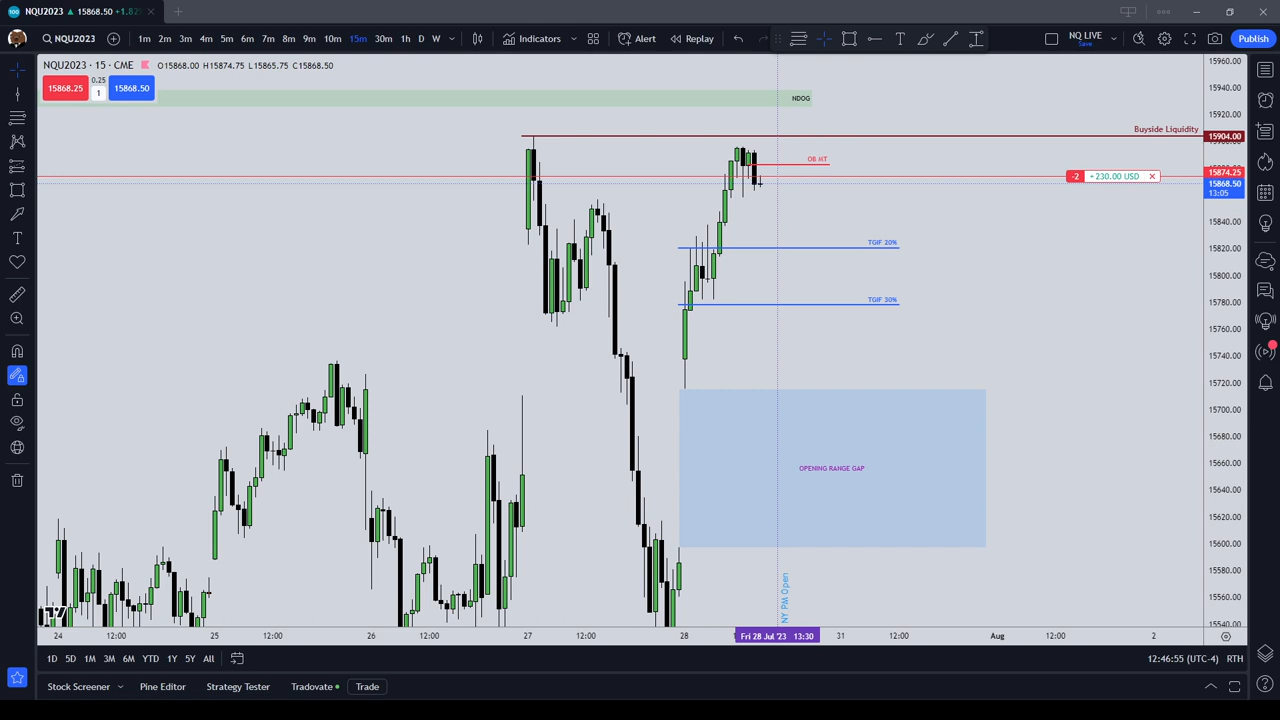 NQU2023 15868.50 +1.82
NQU2023 1m 2m 3m 4m 5m 6m 7m 8m 9m 10m 15m 30m 1h D W Indicators Alert Replay NQ LIVE Save Publish
NQU2023 · 15 · CME O15868.00 H15874.75 L15865.75 C15868.50
15868.25 0.25 1 15868.50
NDOG
Buyside Liquidity
OB MT
-2 +230.00 USD
TGIF 20%
TGIF 30%
OPENING RANGE GAP
NY PM Open
15960.00
15940.00
15920.00
15904.00
15874.25
15868.50
13:05
15840.00
15820.00
15800.00
15780.00
15760.00
15740.00
15720.00
15700.00
15680.00
15660.00
15640.00
15620.00
15600.00
15580.00
15560.00
15540.00
24 12:00 25 12:00 26 12:00 27 12:00 28 Fri 28 Jul '23 13:30 31 12:00 Aug 12:00 2
1D 5D 1M 3M 6M YTD 1Y 5Y All 12:46:55 (UTC-4) RTH
Stock Screener Pine Editor Strategy Tester Tradovate Trade